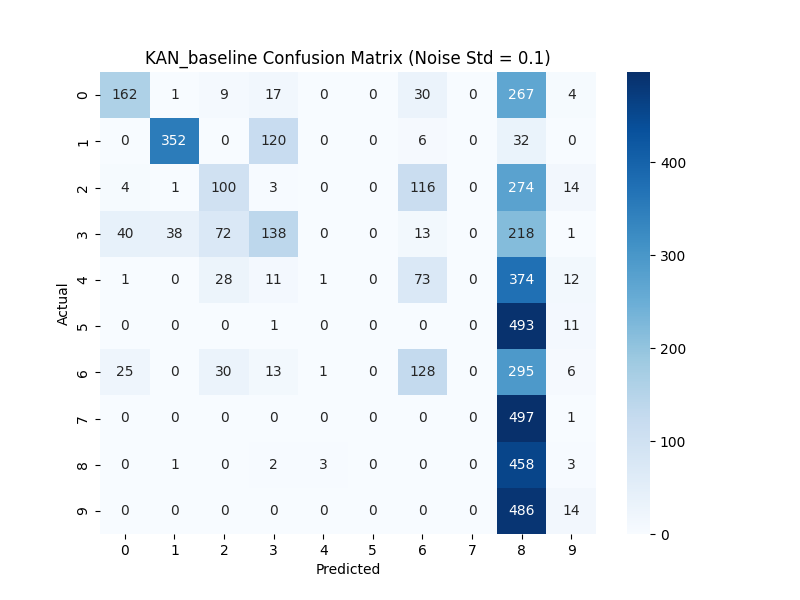 KAN_baseline Confusion Matrix (Noise Std = 0.1)
0 162 1 9 17 0 0 30 0 267 4
1 0 352 0 120 0 0 6 0 32 0
2 4 1 100 3 0 0 116 0 274 14
3 40 38 72 138 0 0 13 0 218 1
4 1 0 28 11 1 0 73 0 374 12
5 0 0 0 1 0 0 0 0 493 11
6 25 0 30 13 1 0 128 0 295 6
7 0 0 0 0 0 0 0 0 497 1
8 0 1 0 2 3 0 0 0 458 3
9 0 0 0 0 0 0 0 0 486 14
0 1 2 3 4 5 6 7 8 9
Predicted
Actual
400
300
200
100
0